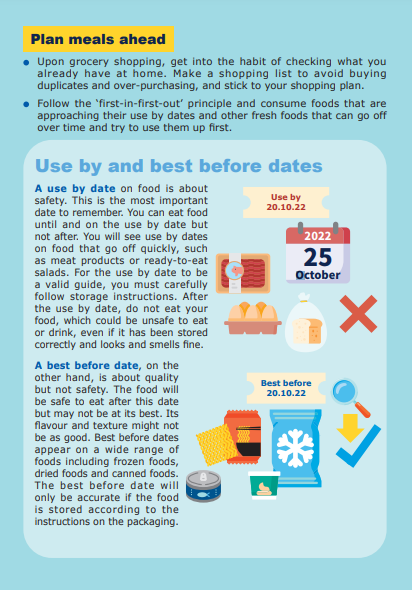 Plan meals ahead
● Upon grocery shopping, get into the habit of checking what you
already have at home. Make a shopping list to avoid buying
duplicates and over-purchasing, and stick to your shopping plan.
● Follow the ‘first-in-first-out’ principle and consume foods that are
approaching their use by dates and other fresh foods that can go off
over time and try to use them up first.
Use by and best before dates
A use by date on food is about
safety. This is the most important
date to remember. You can eat food
until and on the use by date but
not after. You will see use by dates
on food that go off quickly, such
as meat products or ready-to-eat
salads. For the use by date to be
a valid guide, you must carefully
follow storage instructions. After
the use by date, do not eat your
food, which could be unsafe to eat
or drink, even if it has been stored
correctly and looks and smells fine.
Use by
20.10.22
2022
25
October
A best before date, on the
other hand, is about quality
but not safety. The food will
be safe to eat after this date
but may not be at its best. Its
flavour and texture might not
be as good. Best before dates
appear on a wide range of
foods including frozen foods,
dried foods and canned foods.
The best before date will
only be accurate if the food
is stored according to the
instructions on the packaging.
Best before
20.10.22